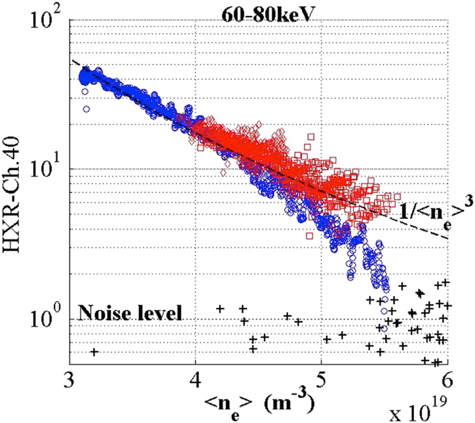 60-80keV
10²
10¹
10⁰
HXR-Ch.40
1/<nₑ>³
Noise level
3 4 5 6
<nₑ> (m⁻³)
x 10¹⁹